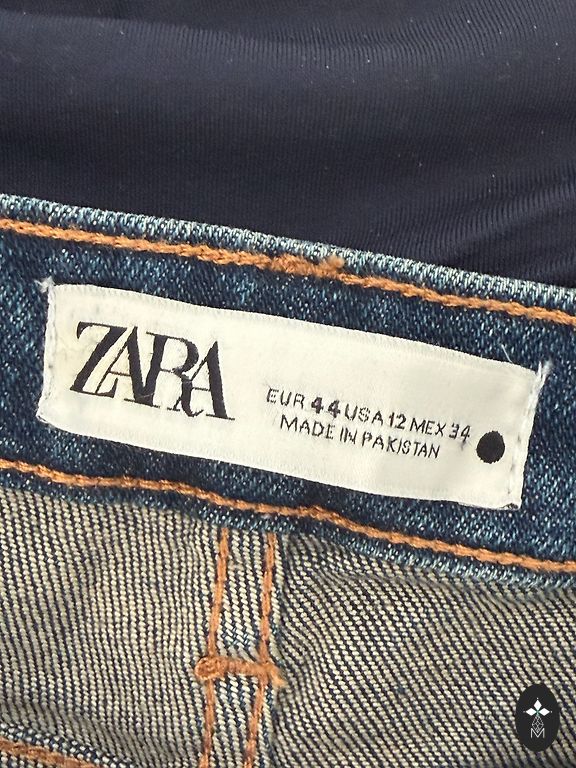 ZARA
EUR 44 USA 12 MEX 34
MADE IN PAKISTAN
M